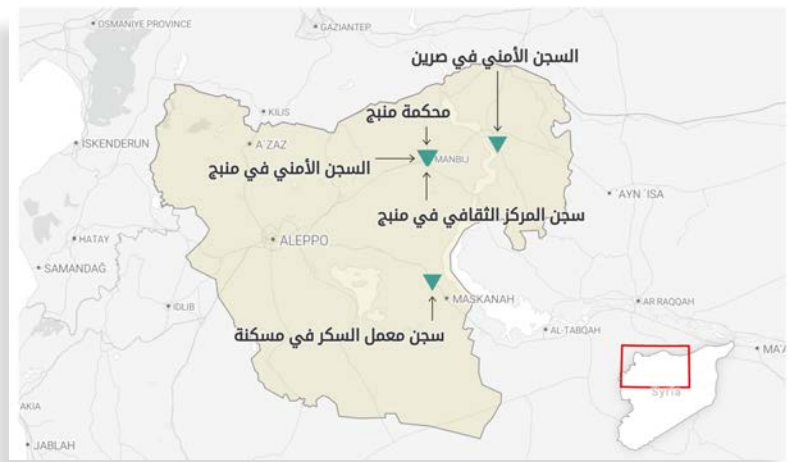 OSMANIYE PROVINCE
GAZIANTEP
السجن الأمني في صرين
KILIS
محكمة منبج
ISKENDERUN
A`ZAZ
MANBIJ
السجن الأمني في منبج
`AYN `ISA
سجن المركز الثقافي في منبج
HATAY
ALEPPO
SAMANDAĞ
MASKANAH
AR RAQQAH
IDLIB
AL-TABQAH
سجن معمل السكر في مسكنة
MA`A
Syria
AKIA
JABLAH